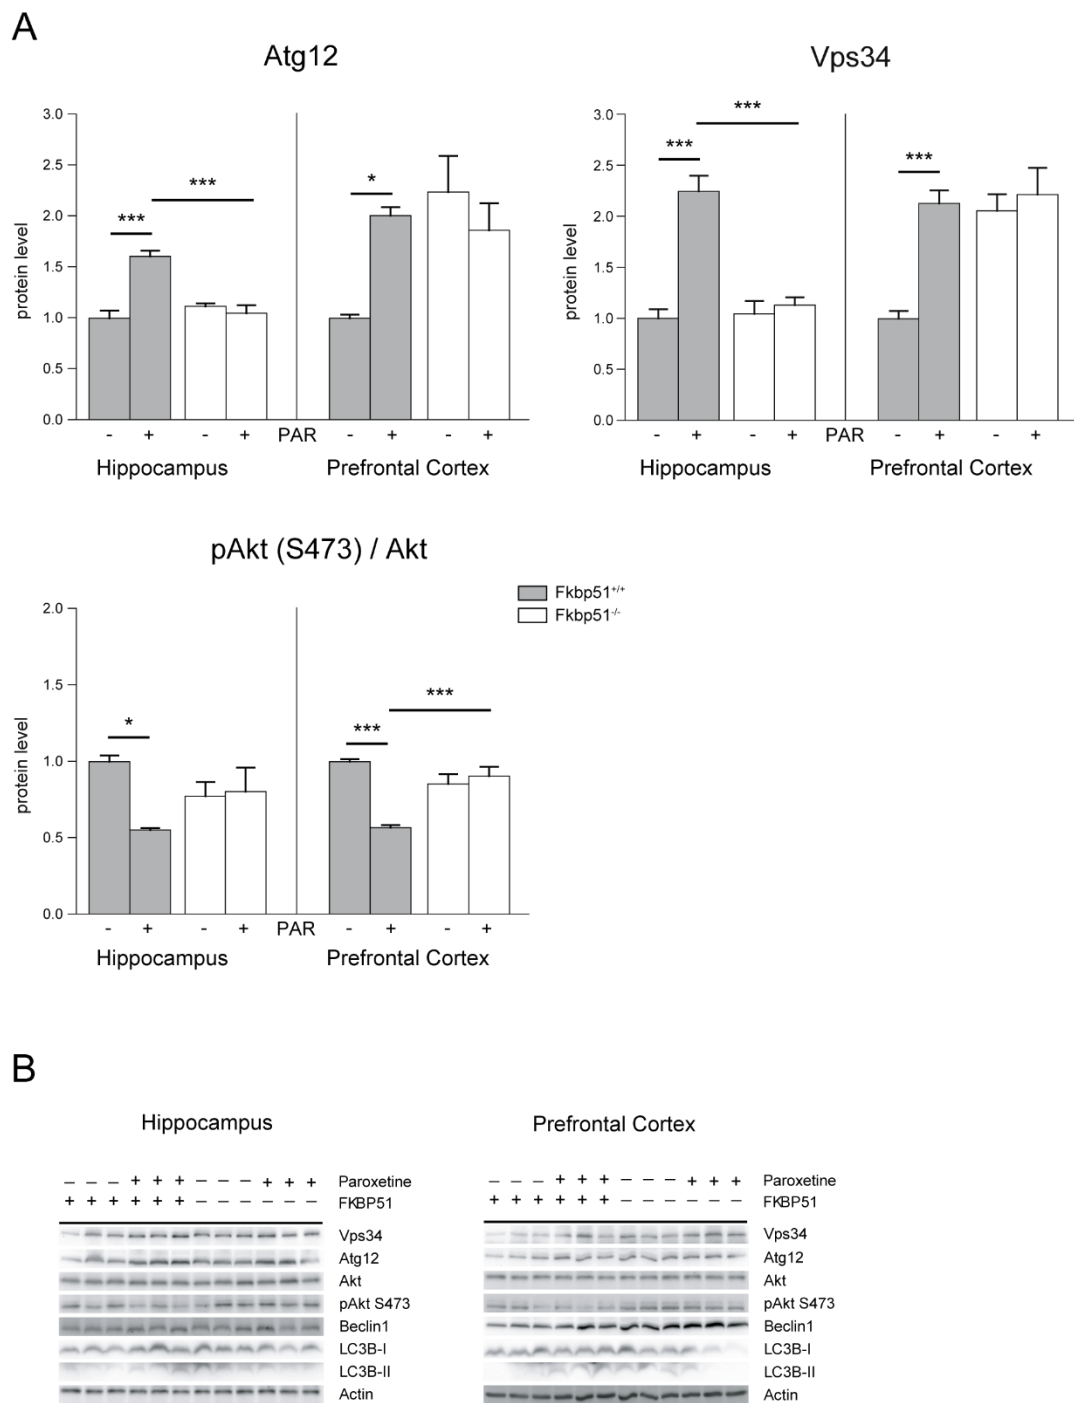 A
Atg12
Vps34
3.0
2.5
2.0
1.5
1.0
0.5
0.0
protein level
***
***
*
- + - + PAR - + - +
Hippocampus Prefrontal Cortex
3.0
2.5
2.0
1.5
1.0
0.5
0.0
protein level
***
***
***
- + - + PAR - + - +
Hippocampus Prefrontal Cortex
pAkt (S473) / Akt
Fkbp51+/+
Fkbp51-/-
2.0
1.5
1.0
0.5
0.0
protein level
*
***
***
- + - + PAR - + - +
Hippocampus Prefrontal Cortex
B
Hippocampus
− − − + + + − − − + + + Paroxetine
+ + + + + + − − − − − − FKBP51
Vps34
Atg12
Akt
pAkt S473
Beclin1
LC3B-I
LC3B-II
Actin
Prefrontal Cortex
− − − + + + − − − + + + Paroxetine
+ + + + + + − − − − − − FKBP51
Vps34
Atg12
Akt
pAkt S473
Beclin1
LC3B-I
LC3B-II
Actin